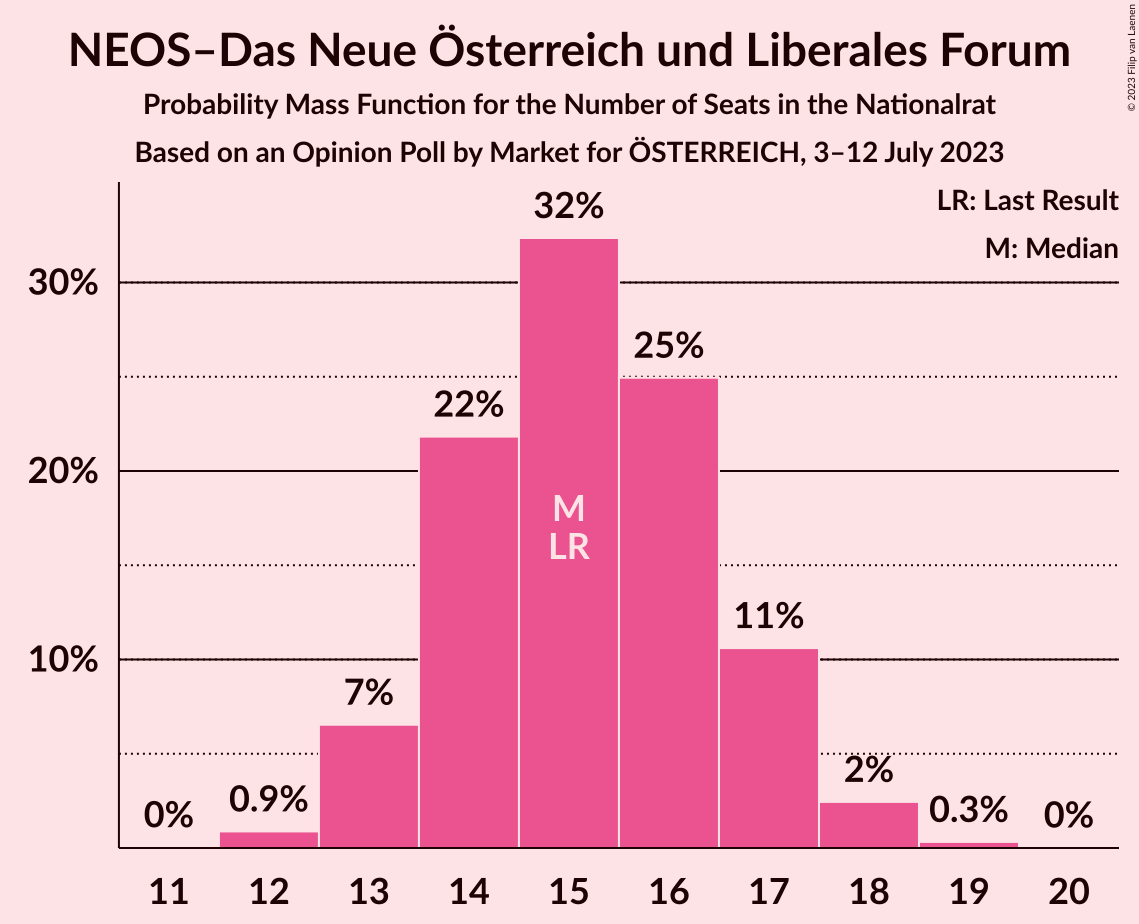 NEOS–Das Neue Österreich und Liberales Forum
Probability Mass Function for the Number of Seats in the Nationalrat
Based on an Opinion Poll by Market for ÖSTERREICH, 3–12 July 2023
© 2023 Filip van Laenen
LR: Last Result
M: Median
30%
20%
10%
0%
0.9%
7%
22%
32%
25%
11%
2%
0.3%
0%
M
LR
11 12 13 14 15 16 17 18 19 20